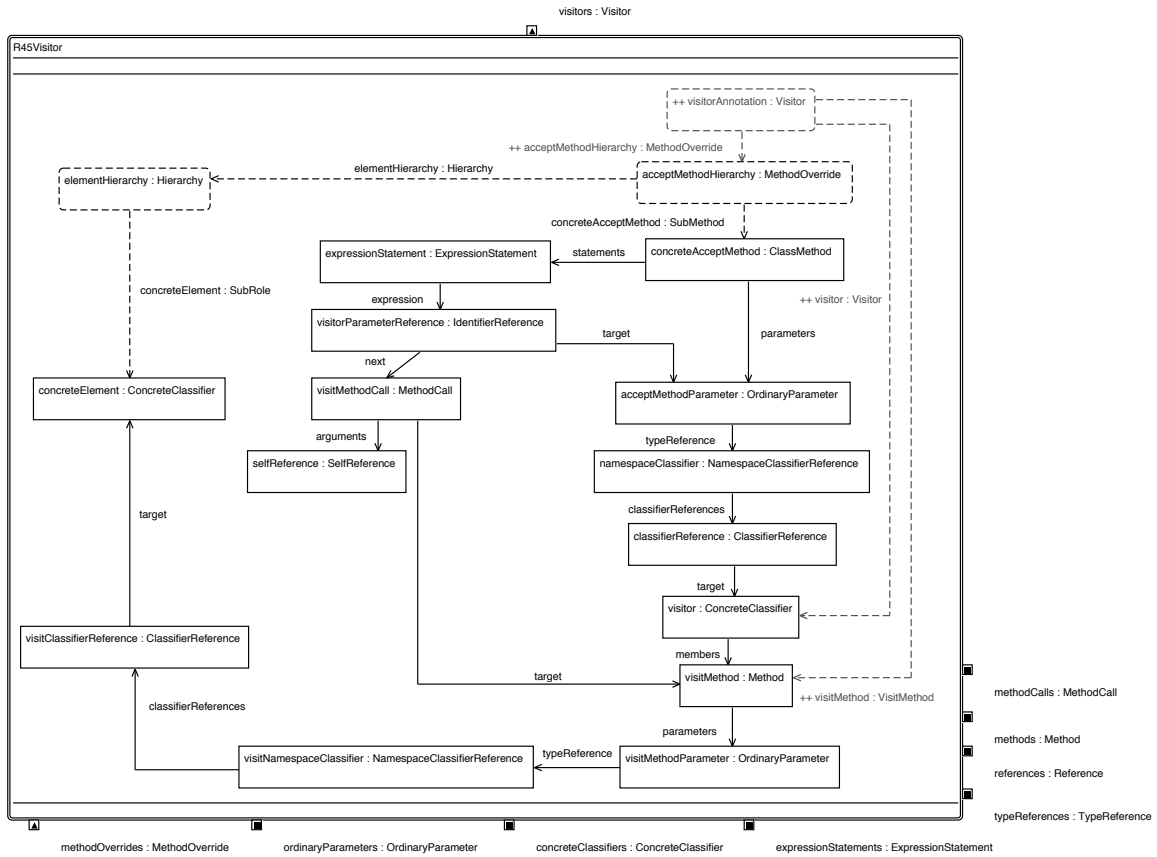 visitors : Visitor
R45Visitor
++ visitorAnnotation : Visitor
++ acceptMethodHierarchy : MethodOverride
elementHierarchy : Hierarchy
elementHierarchy : Hierarchy
acceptMethodHierarchy : MethodOverride
concreteAcceptMethod : SubMethod
expressionStatement : ExpressionStatement
statements
concreteAcceptMethod : ClassMethod
concreteElement : SubRole
expression
++ visitor : Visitor
visitorParameterReference : IdentifierReference
target
parameters
next
concreteElement : ConcreteClassifier
visitMethodCall : MethodCall
acceptMethodParameter : OrdinaryParameter
arguments
typeReference
selfReference : SelfReference
namespaceClassifier : NamespaceClassifierReference
target
classifierReferences
classifierReference : ClassifierReference
target
visitor : ConcreteClassifier
visitClassifierReference : ClassifierReference
members
target
visitMethod : Method
++ visitMethod : VisitMethod
methodCalls : MethodCall
classifierReferences
parameters
methods : Method
visitNamespaceClassifier : NamespaceClassifierReference
typeReference
visitMethodParameter : OrdinaryParameter
references : Reference
typeReferences : TypeReference
methodOverrides : MethodOverride
ordinaryParameters : OrdinaryParameter
concreteClassifiers : ConcreteClassifier
expressionStatements : ExpressionStatement